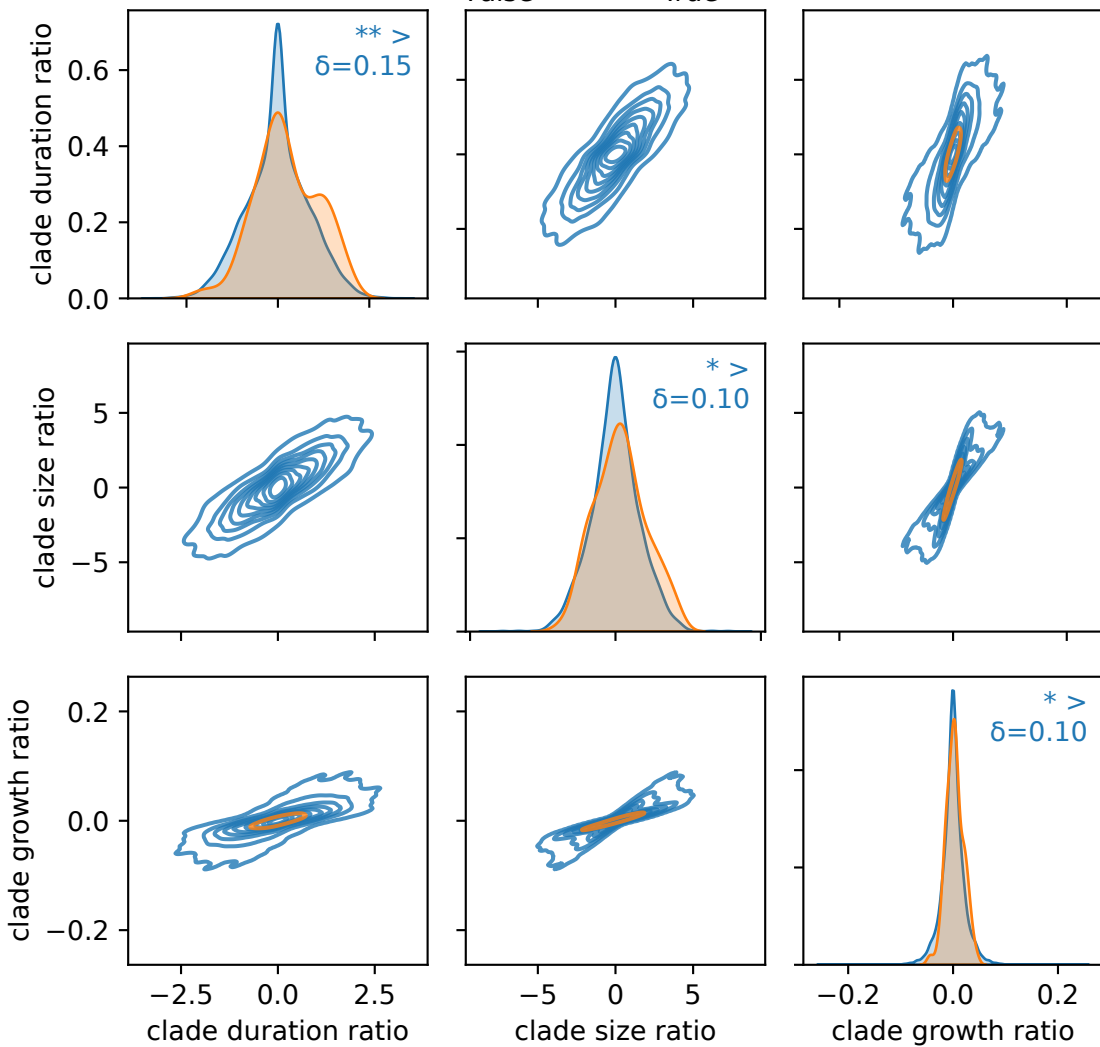 clade duration ratio
0.6
0.4
0.2
0.0
** >
δ=0.15
clade size ratio
5
0
−5
* >
δ=0.10
clade growth ratio
0.2
0.0
−0.2
* >
δ=0.10
−2.5 0.0 2.5
−5 0 5
−0.2 0.0 0.2
clade duration ratio
clade size ratio
clade growth ratio